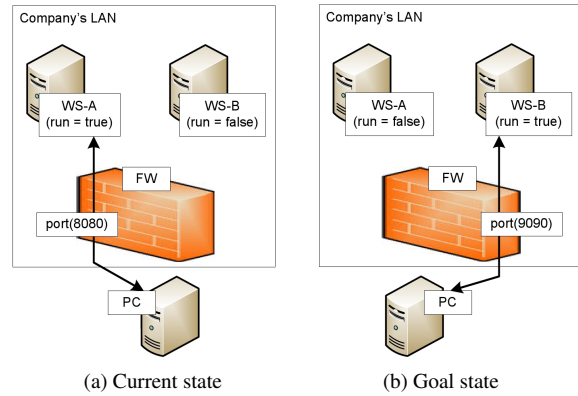 Company's LAN
WS-A
(run = true)
WS-B
(run = false)
FW
port(8080)
PC
(a) Current state
Company's LAN
WS-A
(run = false)
WS-B
(run = true)
FW
port(9090)
PC
(b) Goal state